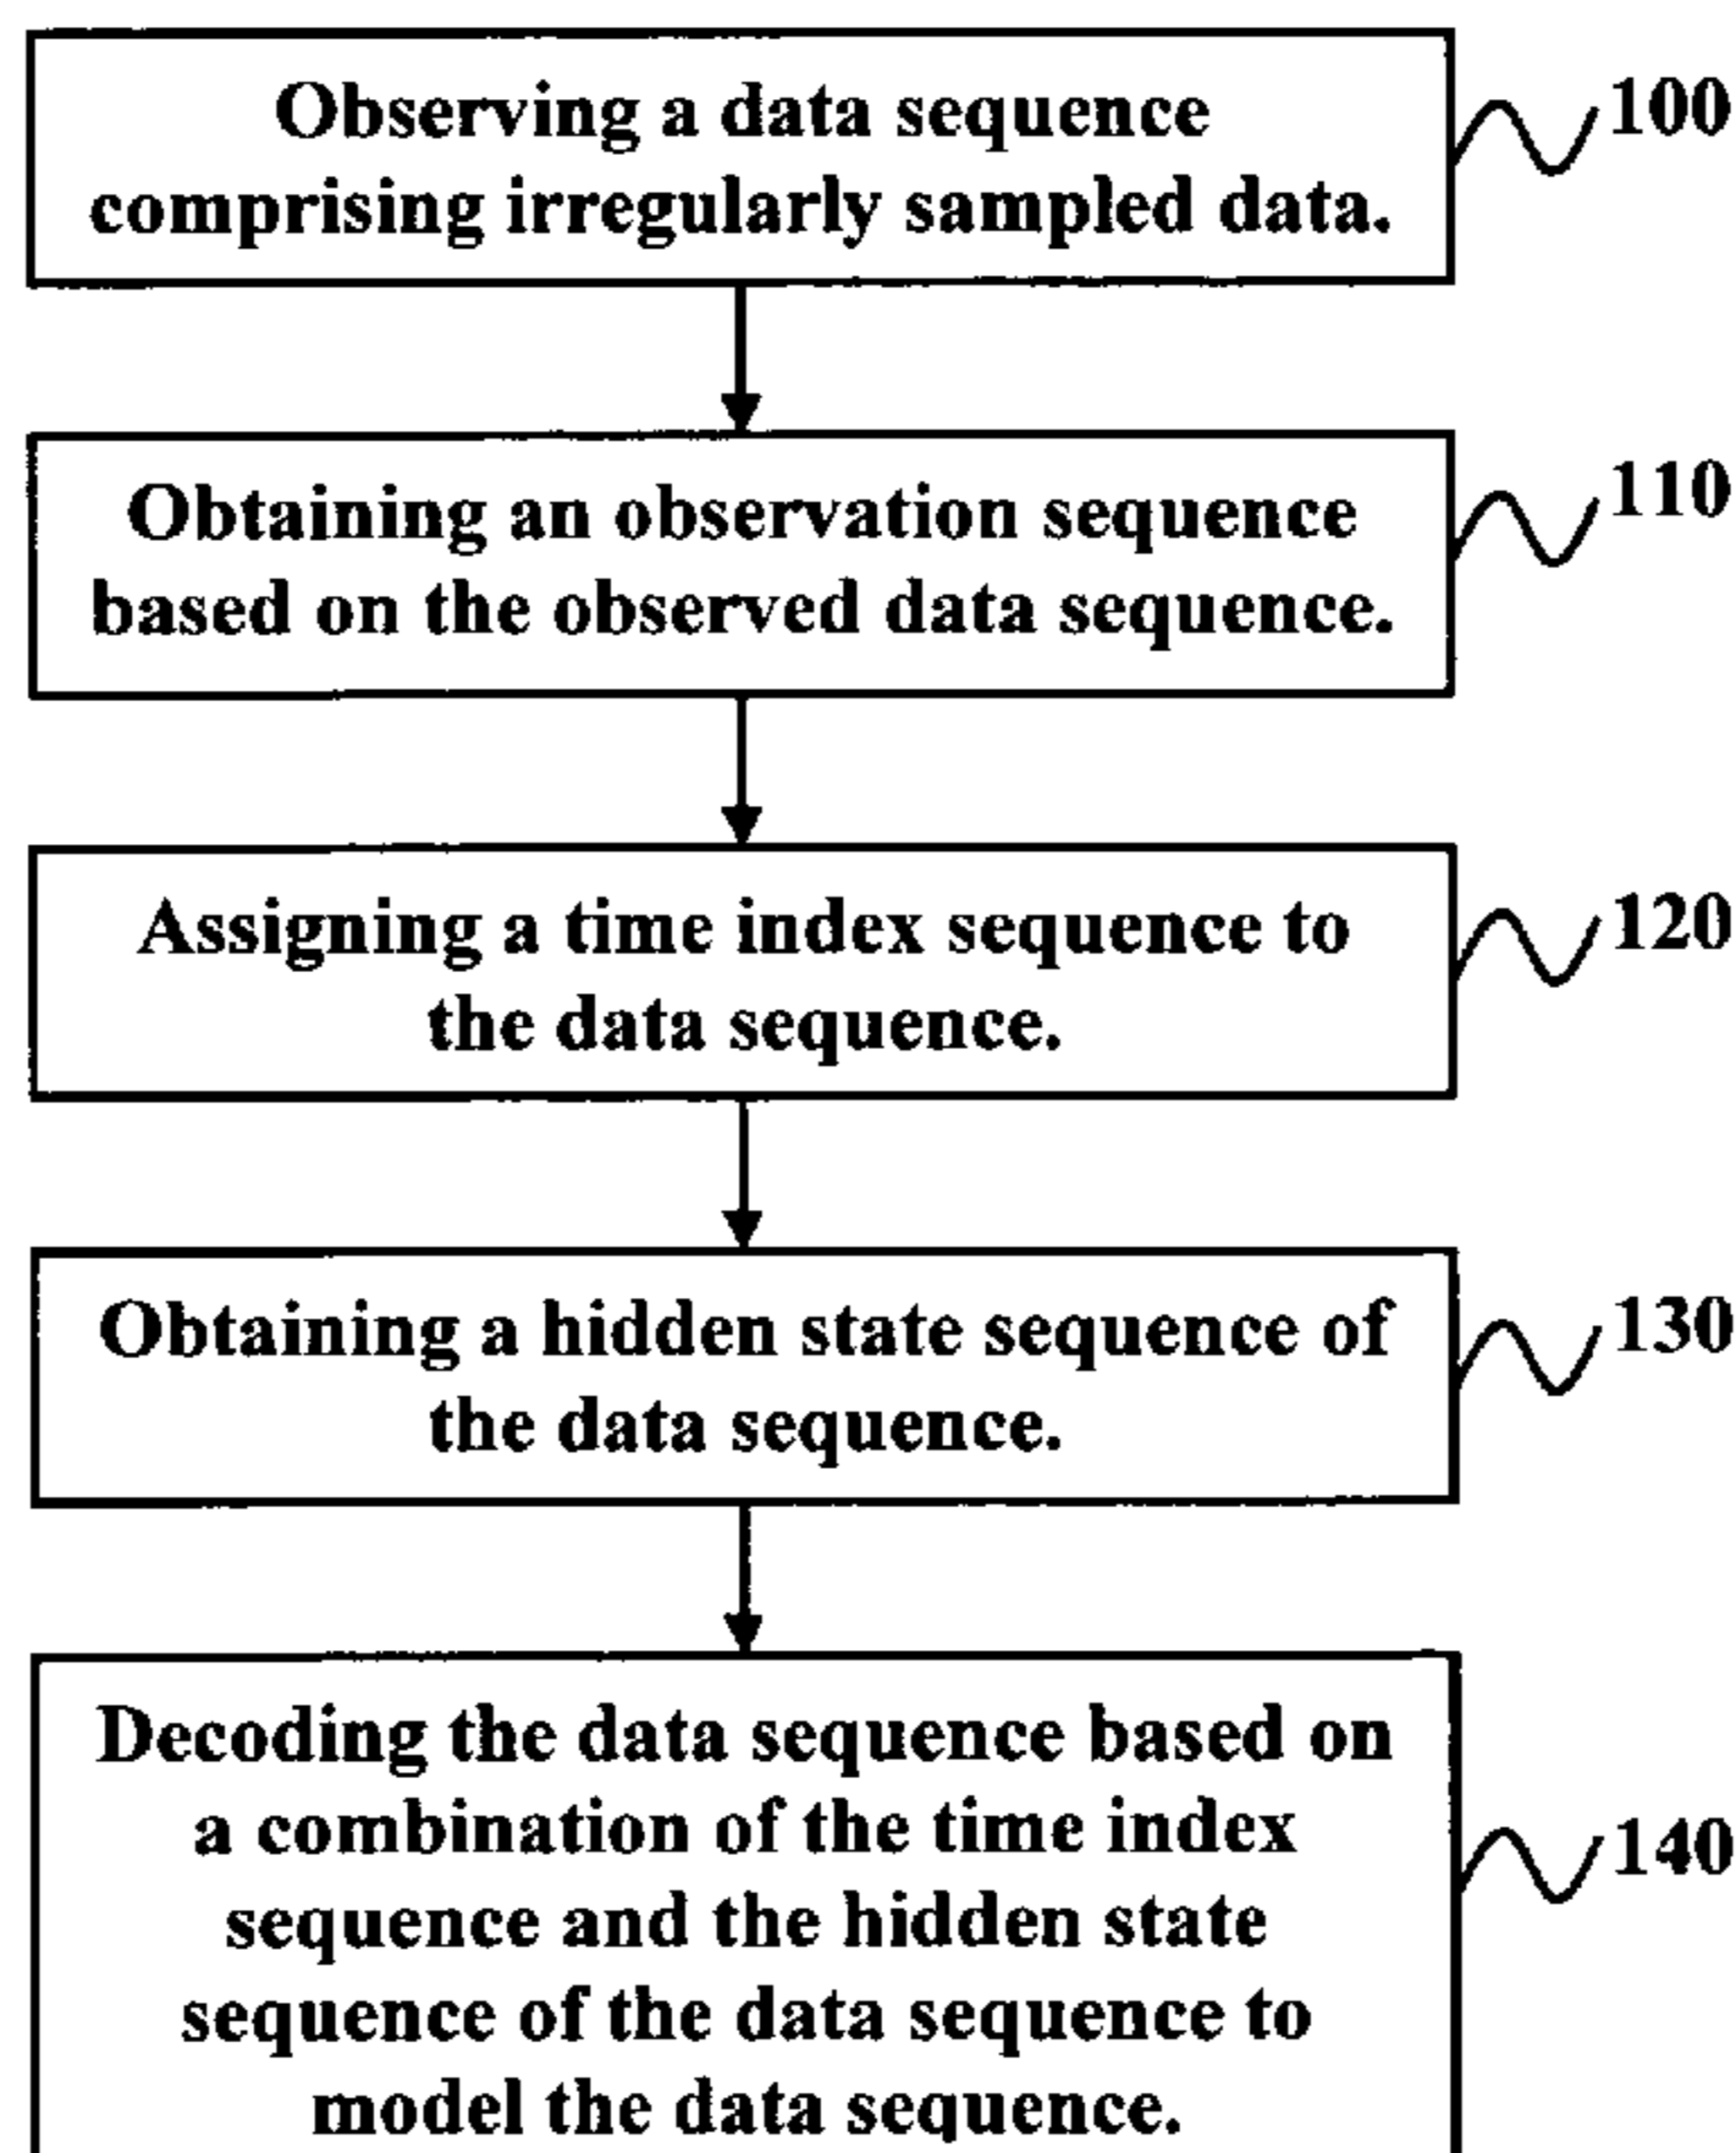 Observing a data sequence
comprising irregularly sampled data.
100
Obtaining an observation sequence
based on the observed data sequence.
110
Assigning a time index sequence to
the data sequence.
120
Obtaining a hidden state sequence of
the data sequence.
130
Decoding the data sequence based on
a combination of the time index
sequence and the hidden state
sequence of the data sequence to
model the data sequence.
140